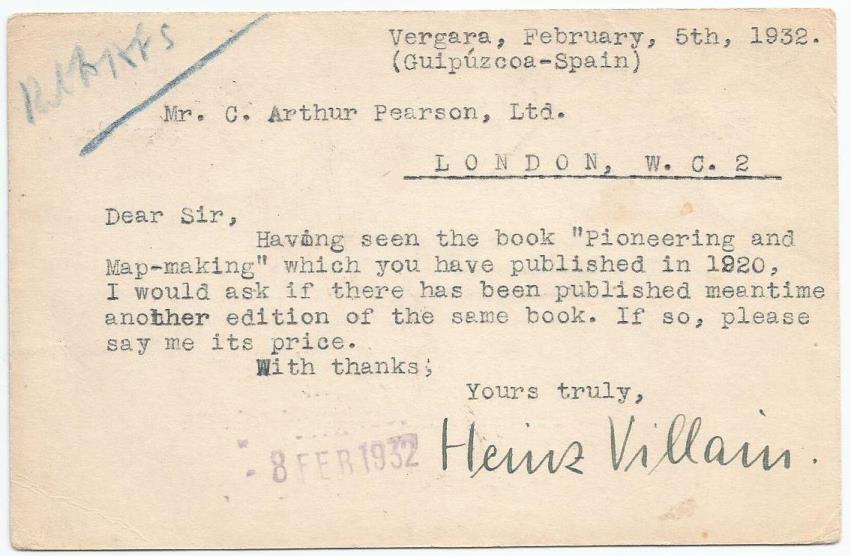 Vergara, February, 5th, 1932.
(Guipúzcoa-Spain)
Mr. C. Arthur Pearson, Ltd.
LONDON, W. C. 2
Dear Sir,
Having seen the book "Pioneering and
Map-making" which you have published in 1920,
I would ask if there has been published meantime
another edition of the same book. If so, please
say me its price.
With thanks;
Yours truly,
Heinz Villain.
- 8 FEB 1932